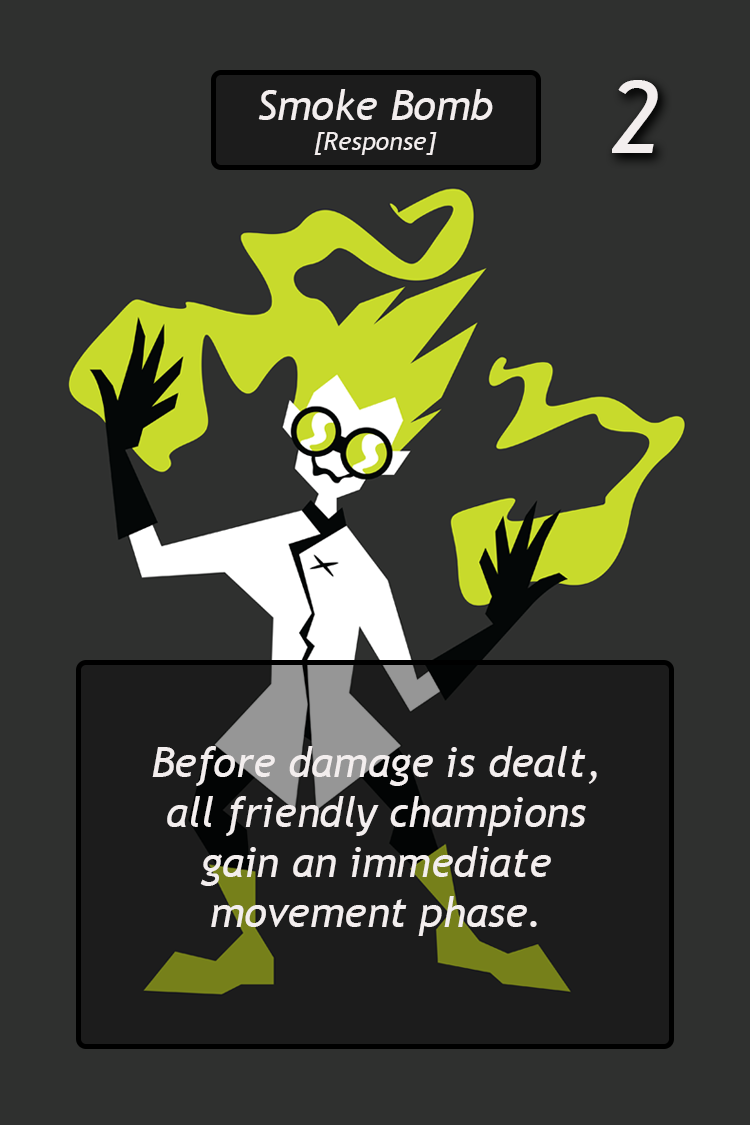 Smoke Bomb
[Response]
2
Before damage is dealt,
all friendly champions
gain an immediate
movement phase.